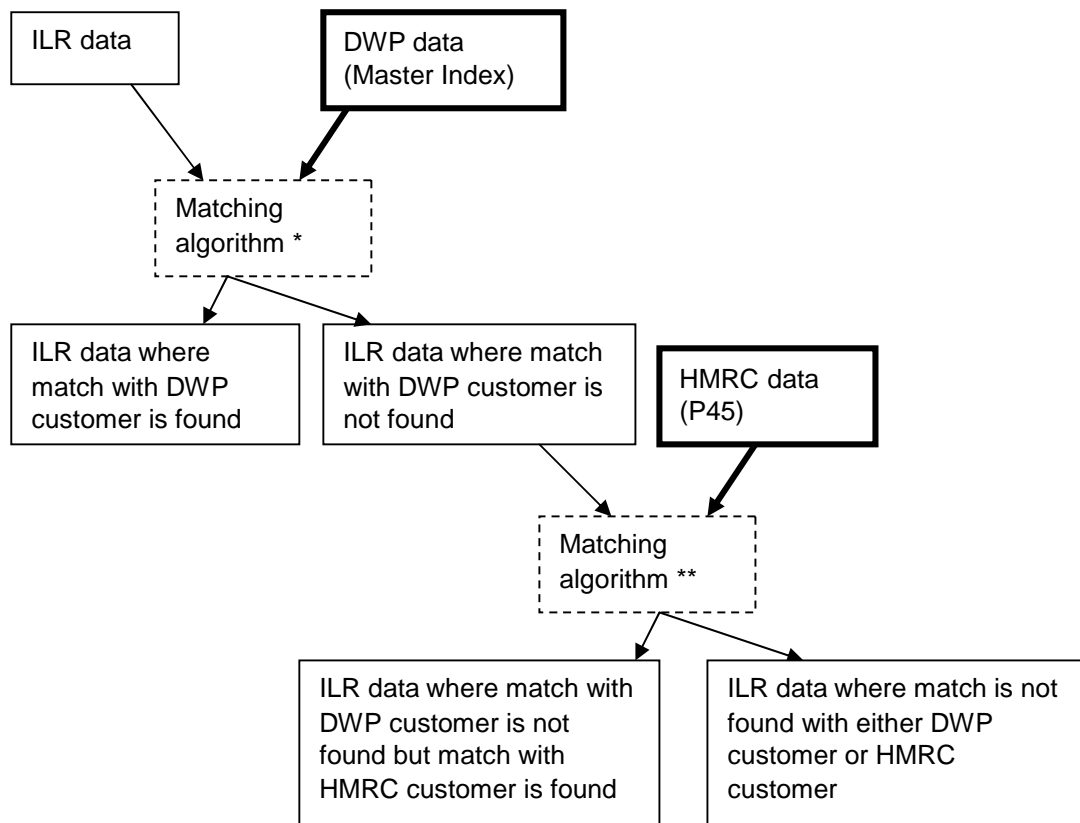 ILR data
DWP data
(Master Index)
Matching
algorithm *
ILR data where
match with DWP
customer is found
ILR data where match
with DWP customer is
not found
HMRC data
(P45)
Matching
algorithm **
ILR data where match with
DWP customer is not
found but match with
HMRC customer is found
ILR data where match is not
found with either DWP
customer or HMRC
customer